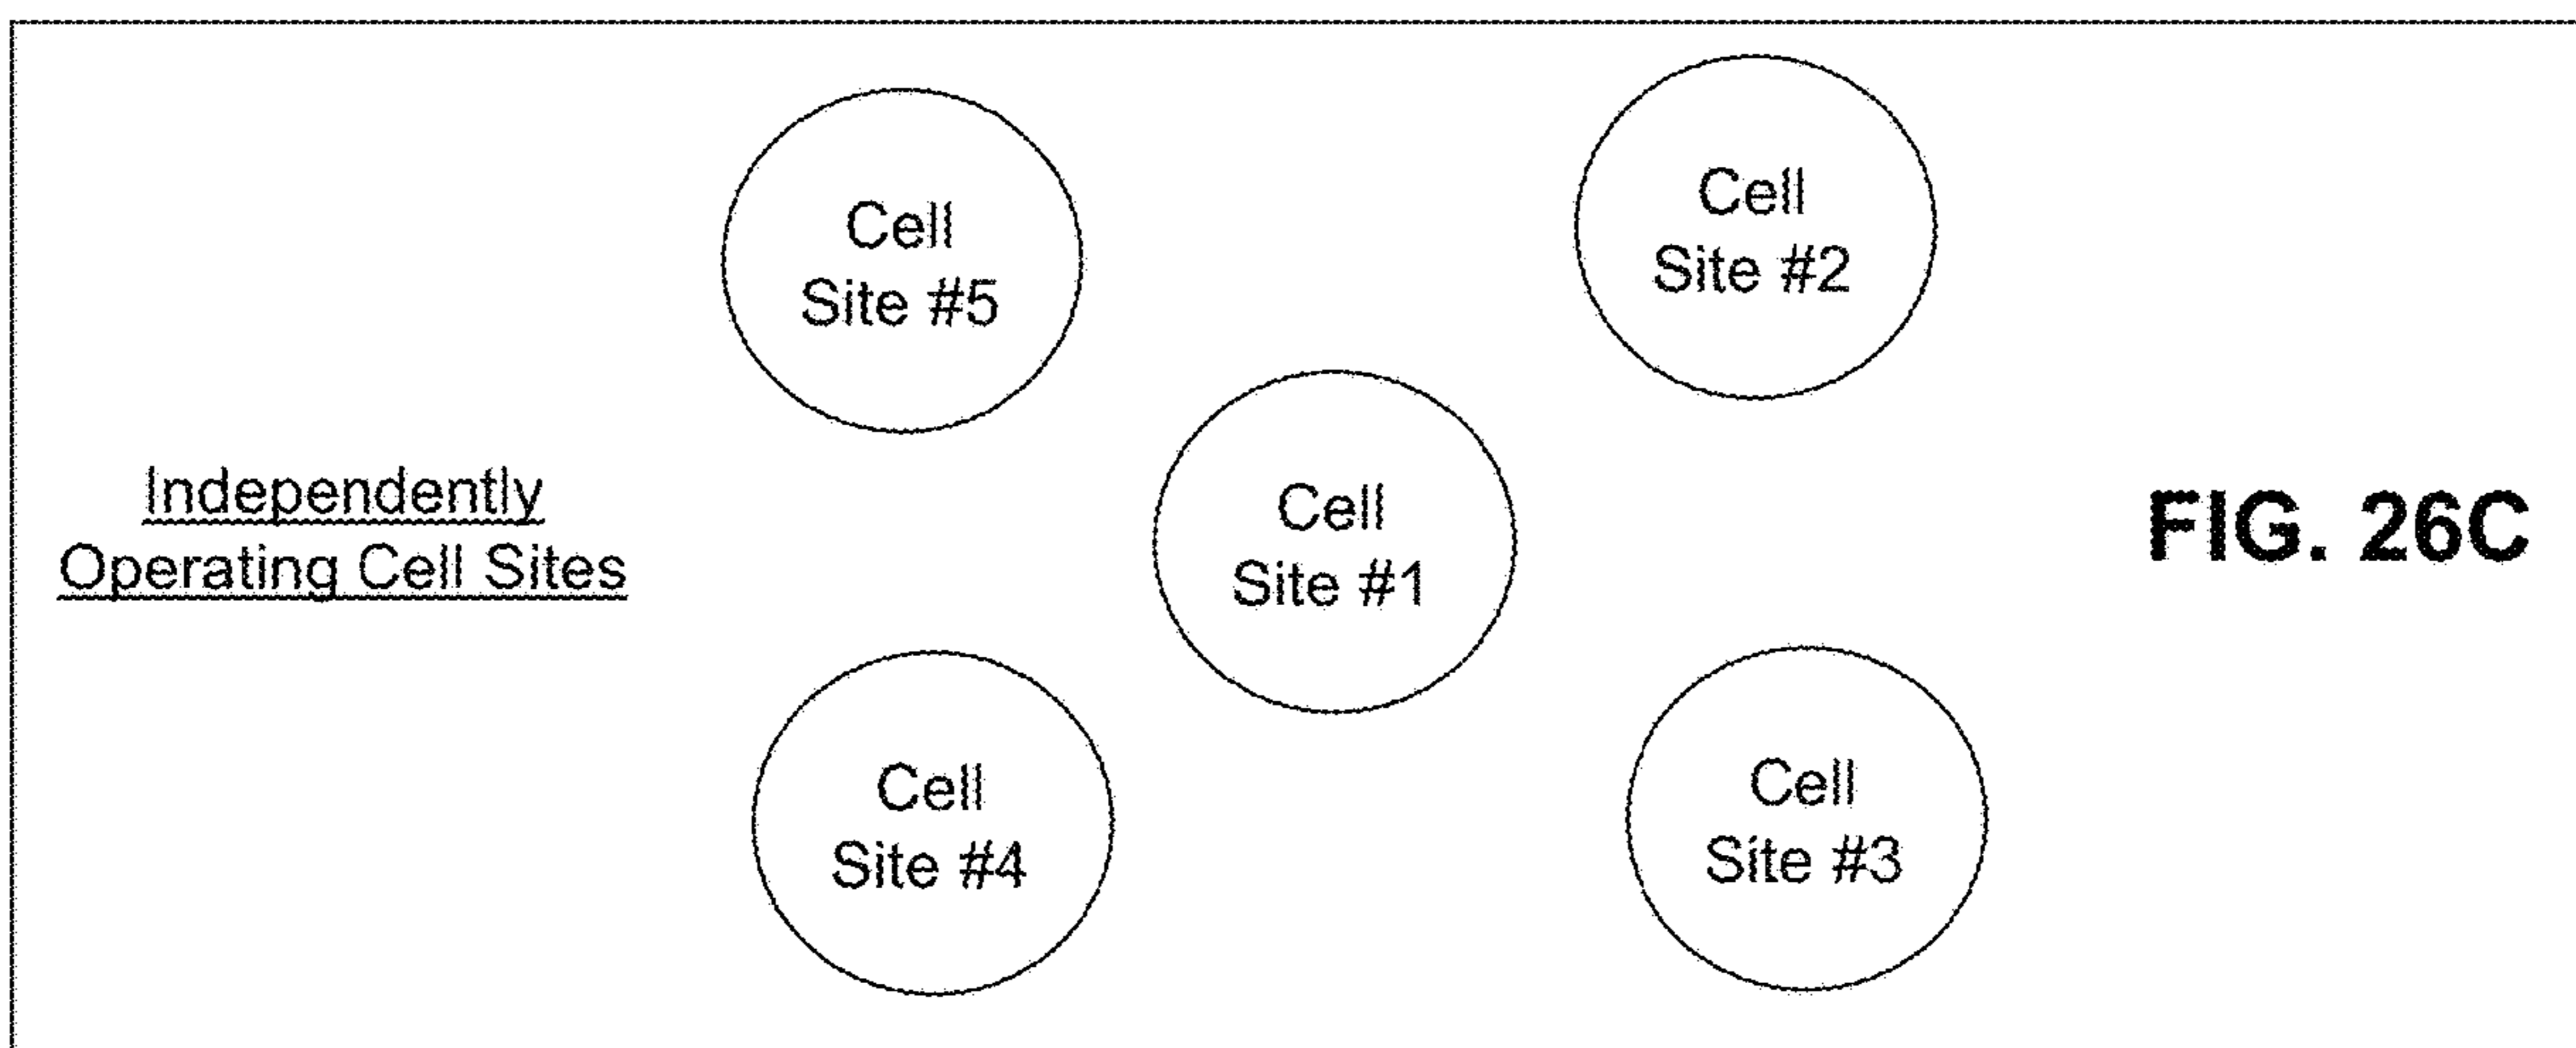 Cell
Site #5
Cell
Site #2
Independently
Operating Cell Sites
Cell
Site #1
FIG. 26C
Cell
Site #4
Cell
Site #3